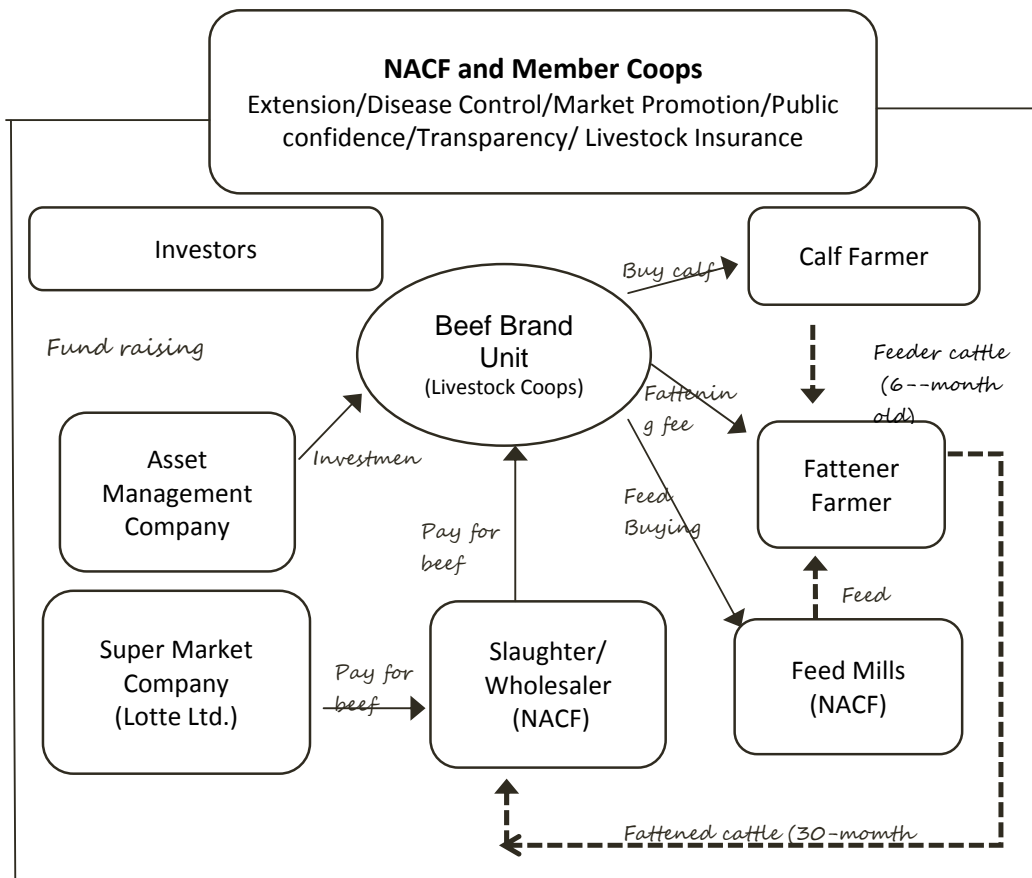 NACF and Member Coops
Extension/Disease Control/Market Promotion/Public
confidence/Transparency/ Livestock Insurance
Investors
Buy calf
Calf Farmer
Beef Brand
Unit
(Livestock Coops)
Fund raising
Feeder cattle
(6--month
old)
Fattenin
g fee
Asset
Management
Company
Investmen
Fattener
Farmer
Feed
Buying
Pay for
beef
Feed
Super Market
Company
(Lotte Ltd.)
Pay for
beef
Slaughter/
Wholesaler
(NACF)
Feed Mills
(NACF)
Fattened cattle (30-momth